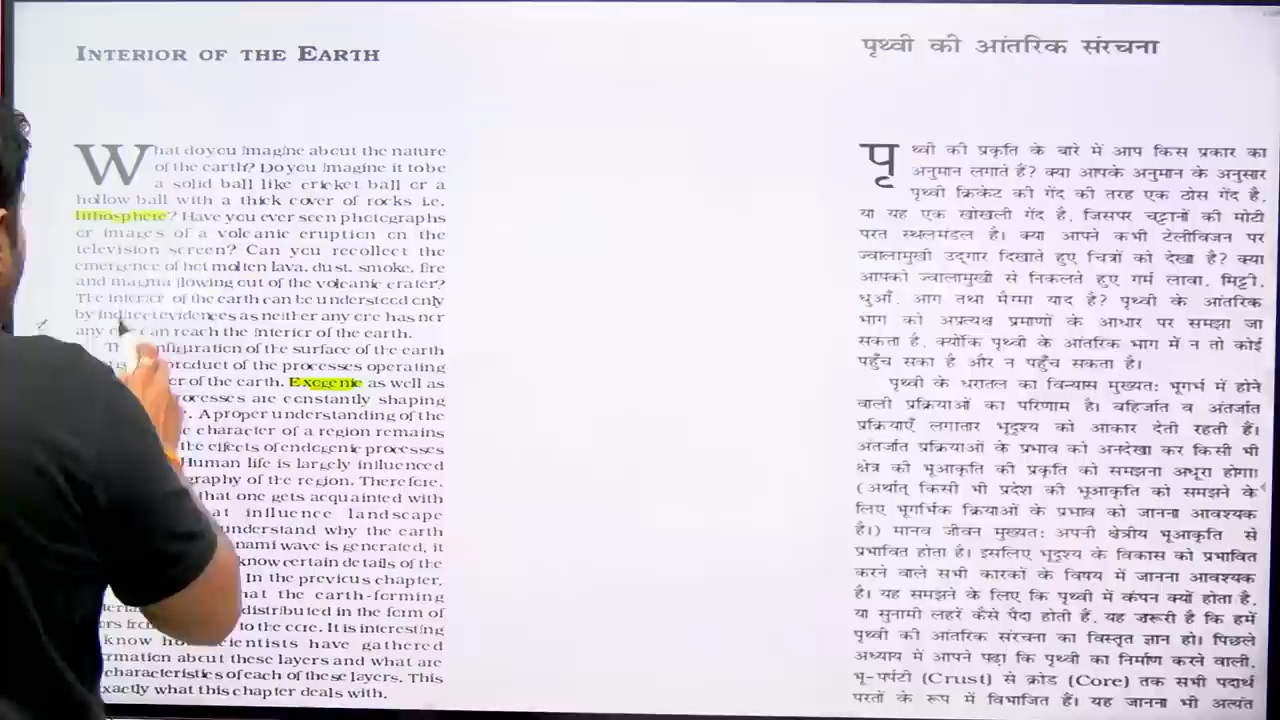 INTERIOR OF THE EARTH
What do you imagine about the nature
of the earth? Do you imagine it to be
a solid ball like cricket ball or a
hollow ball with a thick cover of rocks i.e.
lithosphere? Have you ever seen photographs
or images of a volcanic eruption on the
television screen? Can you recollect the
emergence of hot molten lava, dust, smoke, fire
and magma flowing out of the volcanic crater?
The interior of the earth can be understood only
by indirect evidences as neither any one has nor
any can reach the interior of the earth.
configuration of the surface of the earth
product of the processes operating
of the earth. Exogenic as well as
processes are constantly shaping
A proper understanding of the
character of a region remains
the effects of endogenic processes
Human life is largely influenced
of the region. Therefore,
that one gets acquainted with
influence landscape
understand why the earth
wave is generated, it
know certain details of the
In the previous chapter,
that the earth-forming
distributed in the form of
to the core. It is interesting
know scientists have gathered
about these layers and what are
characteristics of each of these layers. This
exactly what this chapter deals with.
पृथ्वी की आंतरिक संरचना
पृथ्वी की प्रकृति के बारे में आप किस प्रकार का
अनुमान लगाते हैं? क्या आपके अनुमान के अनुसार
पृथ्वी क्रिकेट की गेंद की तरह एक ठोस गेंद है,
या यह एक खोखली गेंद है, जिसपर चट्टानों की मोटी
परत स्थलमंडल है। क्या आपने कभी टेलीविजन पर
ज्वालामुखी उद्गार दिखाते हुए चित्रों को देखा है? क्या
आपको ज्वालामुखी से निकलते हुए गर्म लावा, मिट्टी,
धुआँ, आग तथा मैग्मा याद है? पृथ्वी के आंतरिक
भाग को अप्रत्यक्ष प्रमाणों के आधार पर समझा जा
सकता है, क्योंकि पृथ्वी के आंतरिक भाग में न तो कोई
पहुँच सका है और न पहुँच सकता है।
पृथ्वी के धरातल का विन्यास मुख्यत: भूगर्भ में होने
वाली प्रक्रियाओं का परिणाम है। बहिर्जात व अंतर्जात
प्रक्रियाएँ लगातार भूदृश्य को आकार देती रहती हैं।
अंतर्जात प्रक्रियाओं के प्रभाव को अनदेखा कर किसी भी
क्षेत्र की भूआकृति की प्रकृति को समझना अधूरा होगा।
(अर्थात् किसी भी प्रदेश की भूआकृति को समझने के
लिए भूगर्भिक क्रियाओं के प्रभाव को जानना आवश्यक
है।) मानव जीवन मुख्यत: अपनी क्षेत्रीय भूआकृति से
प्रभावित होता है। इसलिए भूदृश्य के विकास को प्रभावित
करने वाले सभी कारकों के विषय में जानना आवश्यक
है। यह समझने के लिए कि पृथ्वी में कंपन क्यों होता है,
या सुनामी लहरें कैसे पैदा होती हैं, यह जरूरी है कि हमें
पृथ्वी की आंतरिक संरचना का विस्तृत ज्ञान हो। पिछले
अध्याय में आपने पढ़ा कि पृथ्वी का निर्माण करने वाली,
भू-पर्पटी (Crust) से क्रोड (Core) तक सभी पदार्थ
परतों के रूप में विभाजित हैं। यह जानना भी अत्यंत